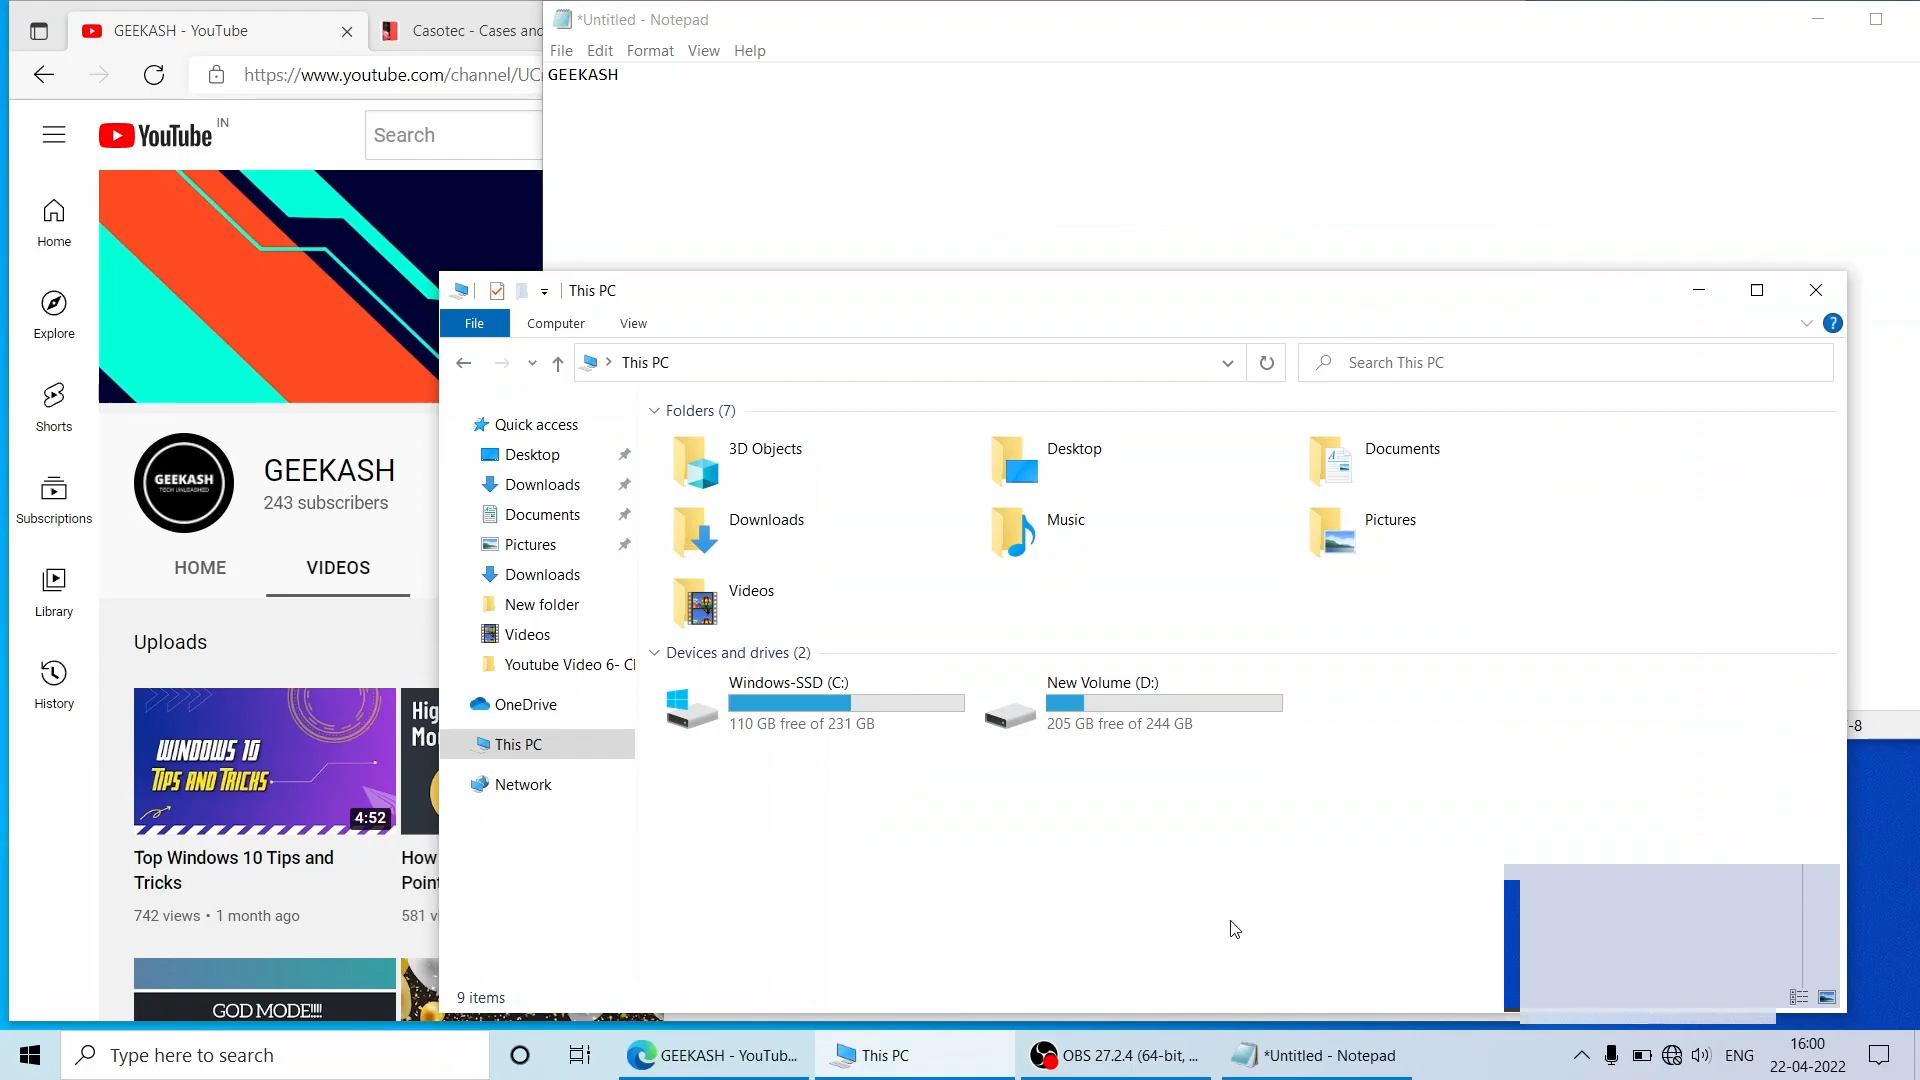 GEEKASH - YouTube
Casotec - Cases and
https://www.youtube.com/channel/UC
YouTube IN
Search
Home
Explore
Shorts
Subscriptions
Library
History
GEEKASH
TECH UNLEASHED
GEEKASH
243 subscribers
HOME
VIDEOS
Uploads
WINDOWS 10
TIPS AND TRICKS
4:52
Top Windows 10 Tips and
Tricks
742 views • 1 month ago
How
Point
581 v
GOD MODE!!!!
*Untitled - Notepad
File Edit Format View Help
GEEKASH
-8
This PC
File Computer View
This PC
Search This PC
Quick access
Desktop
Downloads
Documents
Pictures
Downloads
New folder
Videos
Youtube Video 6- Cl
OneDrive
This PC
Network
Folders (7)
3D Objects
Desktop
Documents
Downloads
Music
Pictures
Videos
Devices and drives (2)
Windows-SSD (C:)
110 GB free of 231 GB
New Volume (D:)
205 GB free of 244 GB
9 items
Type here to search
GEEKASH - YouTub...
This PC
OBS 27.2.4 (64-bit, ...
*Untitled - Notepad
ENG
16:00
22-04-2022